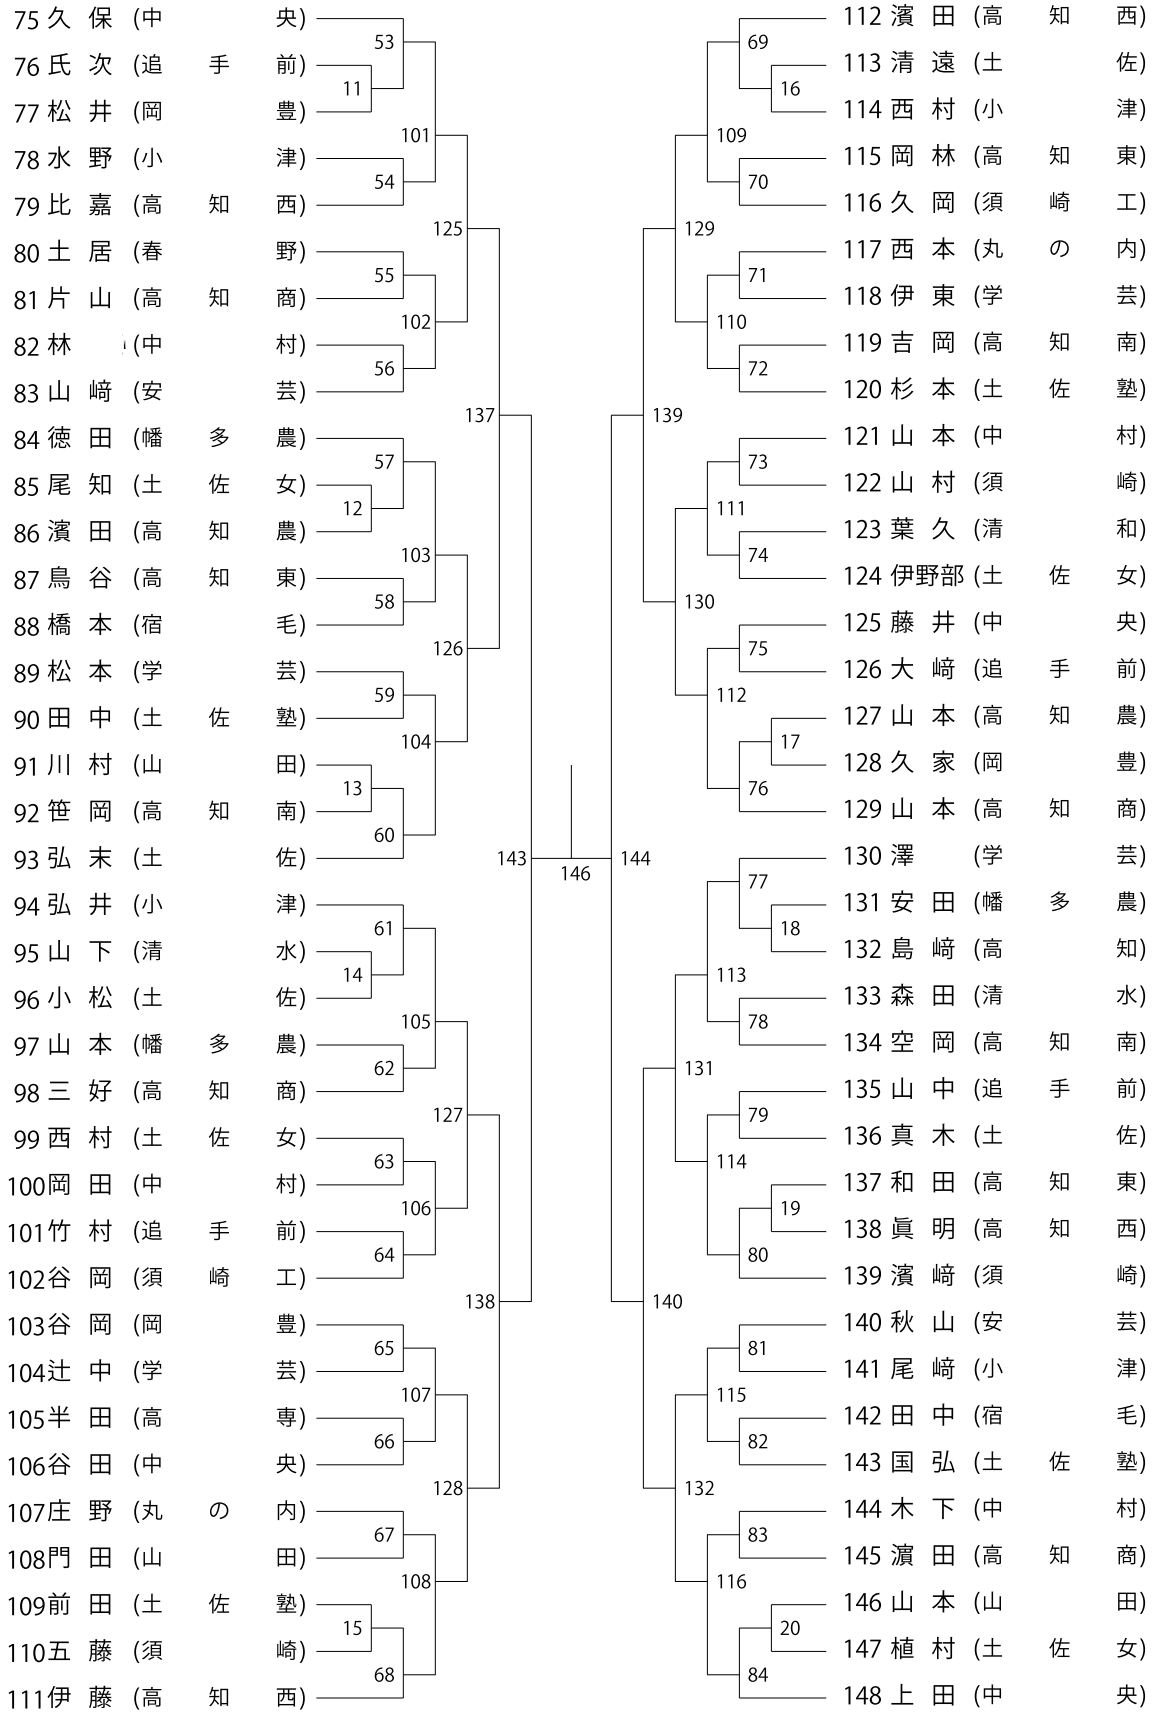 75 久保 (中央)
76 氏次 (追手前)
77 松井 (岡豊)
78 水野 (小津)
79 比嘉 (高知西)
80 土居 (春野)
81 片山 (高知商)
82 林 (中村)
83 山﨑 (安芸)
84 徳田 (幡多農)
85 尾知 (土佐女)
86 濱田 (高知農)
87 鳥谷 (高知東)
88 橋本 (宿毛)
89 松本 (学芸)
90 田中 (土佐塾)
91 川村 (山田)
92 笹岡 (高知南)
93 弘末 (土佐)
94 弘井 (小津)
95 山下 (清水)
96 小松 (土佐)
97 山本 (幡多農)
98 三好 (高知商)
99 西村 (土佐女)
100 岡田 (中村)
101 竹村 (追手前)
102 谷岡 (須崎工)
103 谷岡 (岡豊)
104 辻中 (学芸)
105 半田 (高専)
106 谷田 (中央)
107 庄野 (丸の内)
108 門田 (山田)
109 前田 (土佐塾)
110 五藤 (須崎)
111 伊藤 (高知西)
53
11
101
54
125
55
102
56
137
57
12
103
58
126
59
104
13
60
143
61
14
105
62
127
63
106
64
138
65
107
66
128
67
108
15
68
146
69
16
109
70
129
71
110
72
139
73
111
74
130
75
112
17
76
144
77
18
113
78
131
79
114
19
80
140
81
115
82
132
83
116
20
84
112 濱田 (高知西)
113 清遠 (土佐)
114 西村 (小津)
115 岡林 (高知東)
116 久岡 (須崎工)
117 西本 (丸の内)
118 伊東 (学芸)
119 吉岡 (高知南)
120 杉本 (土佐塾)
121 山本 (中村)
122 山村 (須崎)
123 葉久 (清和)
124 伊野部 (土佐女)
125 藤井 (中央)
126 大﨑 (追手前)
127 山本 (高知農)
128 久家 (岡豊)
129 山本 (高知商)
130 澤 (学芸)
131 安田 (幡多農)
132 島﨑 (高知)
133 森田 (清水)
134 空岡 (高知南)
135 山中 (追手前)
136 真木 (土佐)
137 和田 (高知東)
138 眞明 (高知西)
139 濱﨑 (須崎)
140 秋山 (安芸)
141 尾﨑 (小津)
142 田中 (宿毛)
143 国弘 (土佐塾)
144 木下 (中村)
145 濵田 (高知商)
146 山本 (山田)
147 植村 (土佐女)
148 上田 (中央)